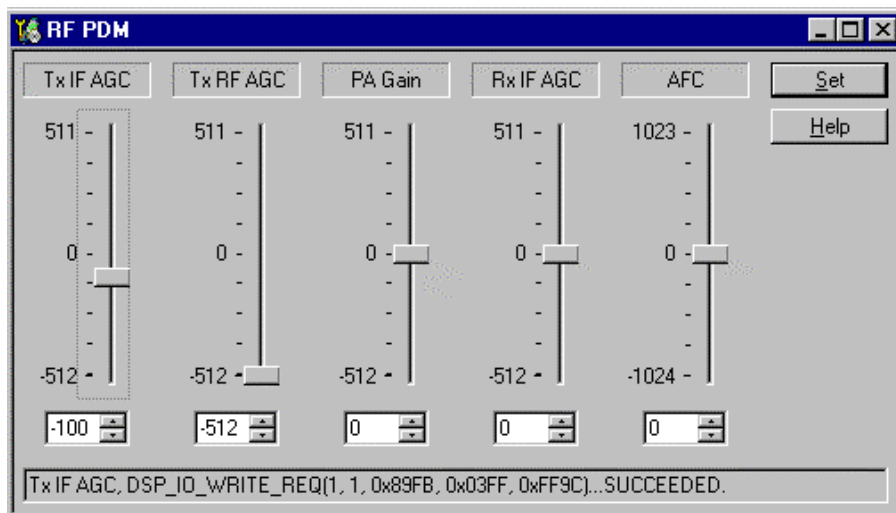 RF PDM
Tx IF AGC Tx RF AGC PA Gain Rx IF AGC AFC Set
Help
511 511 511 511 1023
0 0 0 0 0
-512 -512 -512 -512 -1024
-100 -512 0 0 0
Tx IF AGC, DSP_IO_WRITE_REQ(1, 1, 0x89FB, 0x03FF, 0xFF9C)...SUCCEEDED.